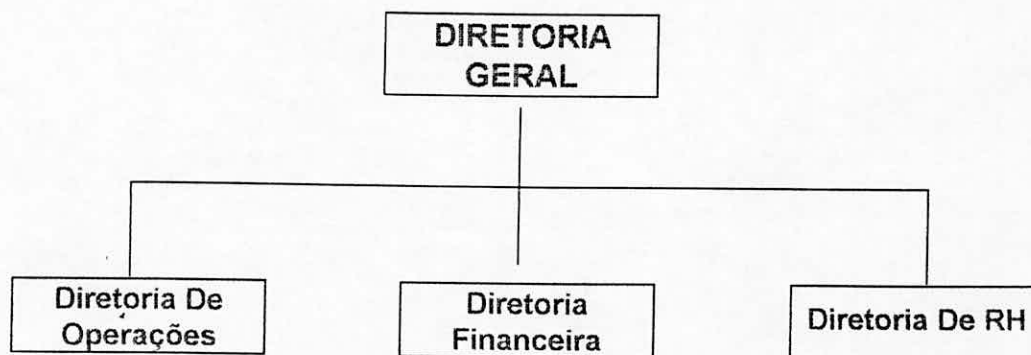 DIRETORIA
GERAL
Diretoria De
Operações
Diretoria
Financeira
Diretoria De RH